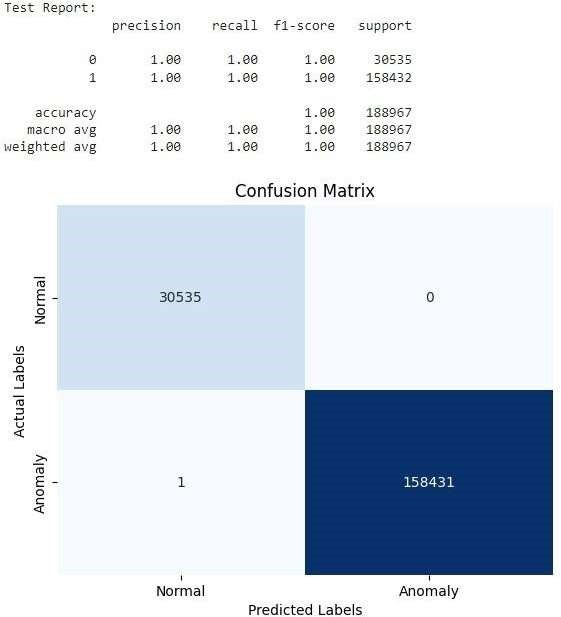 Test Report:
precision recall f1-score support
0 1.00 1.00 1.00 30535
1 1.00 1.00 1.00 158432
accuracy 1.00 188967
macro avg 1.00 1.00 1.00 188967
weighted avg 1.00 1.00 1.00 188967
Confusion Matrix
Actual Labels
Normal
30535 0
Anomaly
1 158431
Normal Anomaly
Predicted Labels